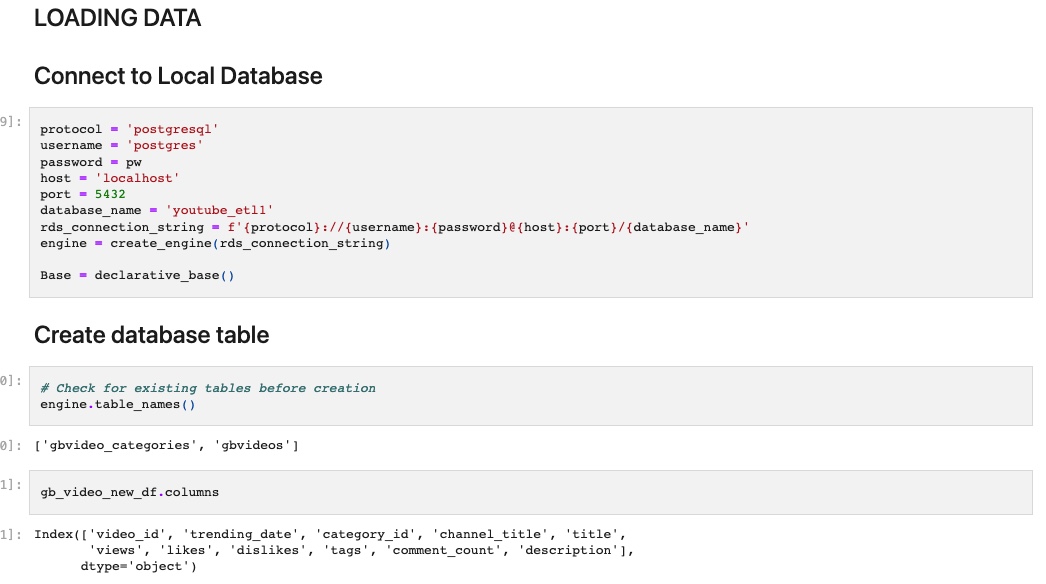 LOADING DATA
Connect to Local Database
9]:
protocol = 'postgresql'
username = 'postgres'
password = pw
host = 'localhost'
port = 5432
database_name = 'youtube_etl1'
rds_connection_string = f'{protocol}://{username}:{password}@{host}:{port}/{database_name}'
engine = create_engine(rds_connection_string)
Base = declarative_base()
Create database table
0]:
# Check for existing tables before creation
engine.table_names()
0]: ['gbvideo_categories', 'gbvideos']
1]:
gb_video_new_df.columns
1]: Index(['video_id', 'trending_date', 'category_id', 'channel_title', 'title',
'views', 'likes', 'dislikes', 'tags', 'comment_count', 'description'],
dtype='object')